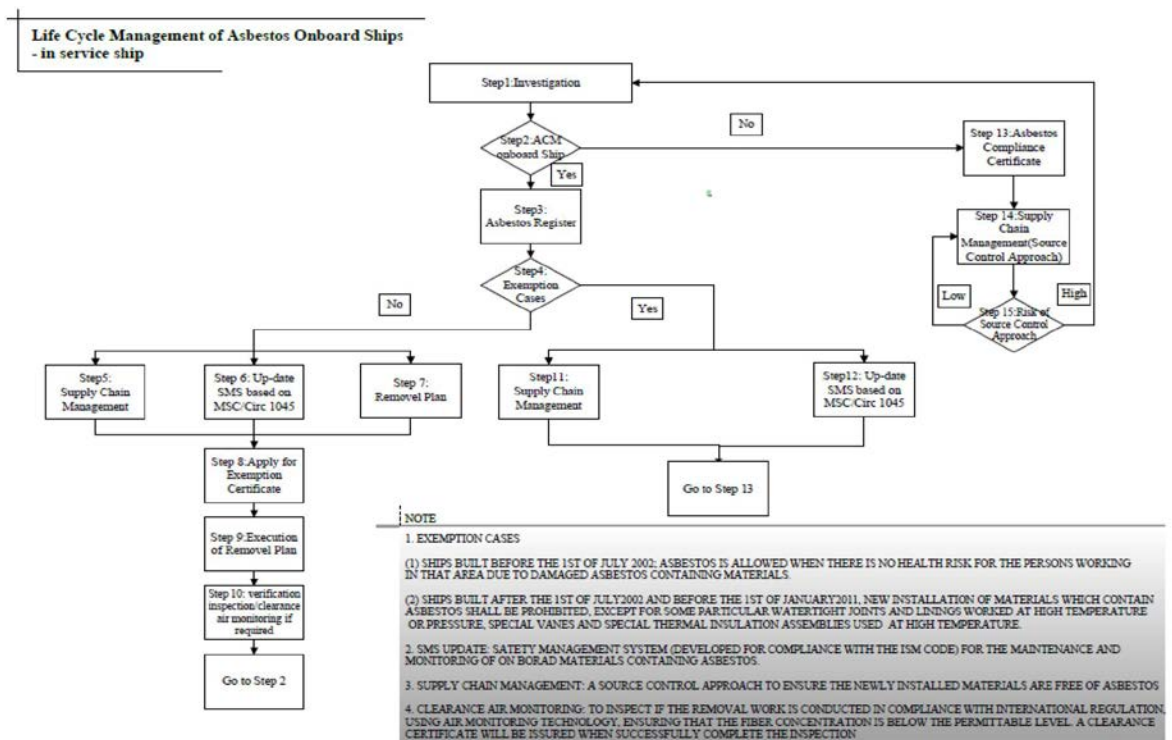 Life Cycle Management of Asbestos Onboard Ships
- in service ship
Step1:Investigation
Step2:ACM
onboard Ship
No
Yes
Step 13:Asbestos
Compliance
Certificate
Step3:
Asbestos Register
Step 14:Supply
Chain
Management(Source
Control Approach)
Step4:
Exemption
Cases
No
Yes
Low
High
Step 15:Risk of
Source Control
Approach
Step5:
Supply Chain
Management
Step 6: Up-date
SMS based on
MSC/Circ 1045
Step 7:
Removel Plan
Step11:
Supply Chain
Management
Step12: Up-date
SMS based on
MSC/Circ 1045
Step 8:Apply for
Exemption
Certificate
Go to Step 13
Step 9:Execution
of Removel Plan
Step 10: verification
inspection/clearance
air monitoring if
required
Go to Step 2
NOTE
1. EXEMPTION CASES
(1) SHIPS BUILT BEFORE THE 1ST OF JULY 2002: ASBESTOS IS ALLOWED WHEN THERE IS NO HEALTH RISK FOR THE PERSONS WORKING
IN THAT AREA DUE TO DAMAGED ASBESTOS CONTAINING MATERIALS.
(2) SHIPS BUILT AFTER THE 1ST OF JULY2002 AND BEFORE THE 1ST OF JANUARY2011, NEW INSTALLATION OF MATERIALS WHICH CONTAIN
ASBESTOS SHALL BE PROHIBITED, EXCEPT FOR SOME PARTICULAR WATERTIGHT JOINTS AND LININGS WORKED AT HIGH TEMPERATURE
OR PRESSURE, SPECIAL VANES AND SPECIAL THERMAL INSULATION ASSEMBLIES USED AT HIGH TEMPERATURE.
2. SMS UPDATE: SATETY MANAGEMENT SYSTEM (DEVELOPED FOR COMPLIANCE WITH THE ISM CODE) FOR THE MAINTENANCE AND
MONITORING OF ON BORAD MATERIALS CONTAINING ASBESTOS.
3. SUPPLY CHAIN MANAGEMENT: A SOURCE CONTROL APPROACH TO ENSURE THE NEWLY INSTALLED MATERIALS ARE FREE OF ASBESTOS
4. CLEARANCE AIR MONITORING: TO INSPECT IF THE REMOVAL WORK IS CONDUCTED IN COMPLIANCE WITH INTERNATIONAL REGULATION,
USING AIR MONITORING TECHNOLOGY, ENSURING THAT THE FIBER CONCENTRATION IS BELOW THE PERMITTABLE LEVEL. A CLEARANCE
CERTIFICATE WILL BE ISSURED WHEN SUCCESSFULLY COMPLETE THE INSPECTION